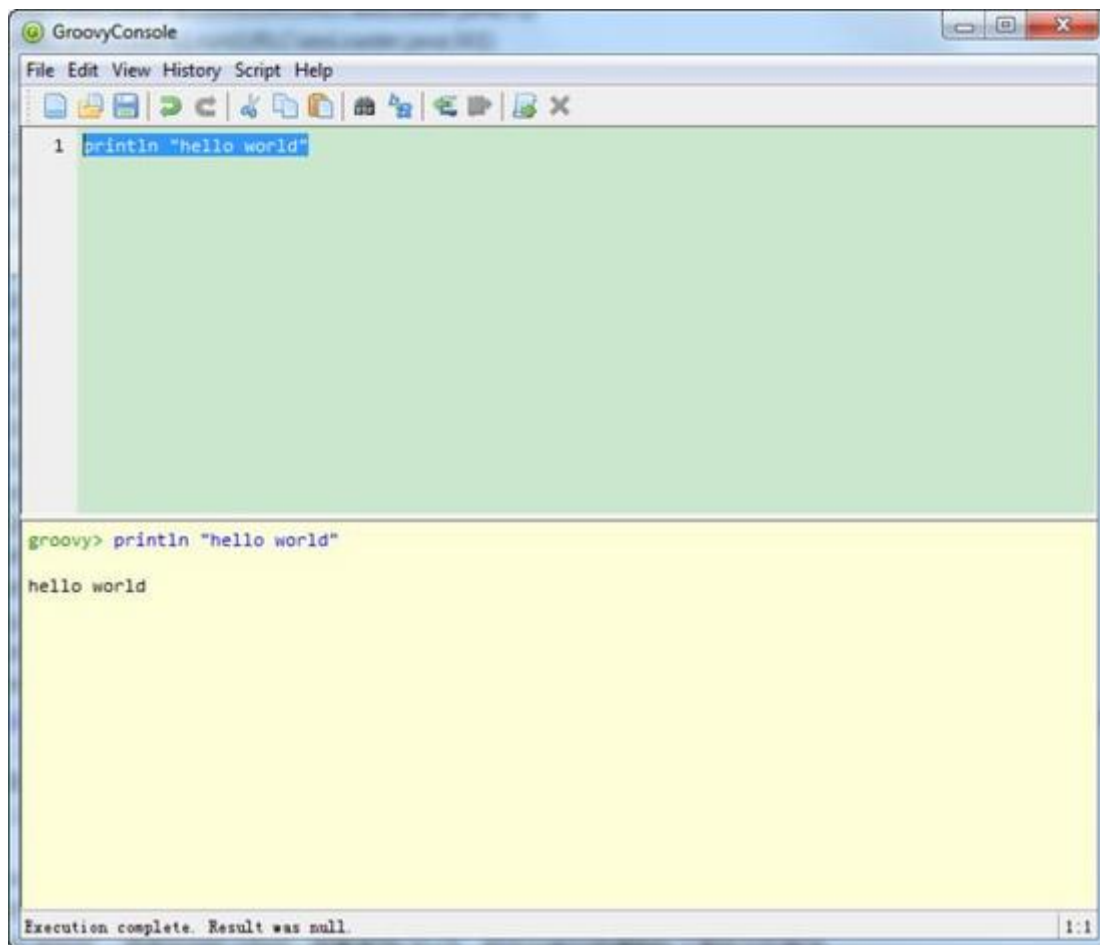 GroovyConsole
File Edit View History Script Help
1 println "hello world"
groovy> println "hello world"
hello world
Execution complete. Result was null.
1:1